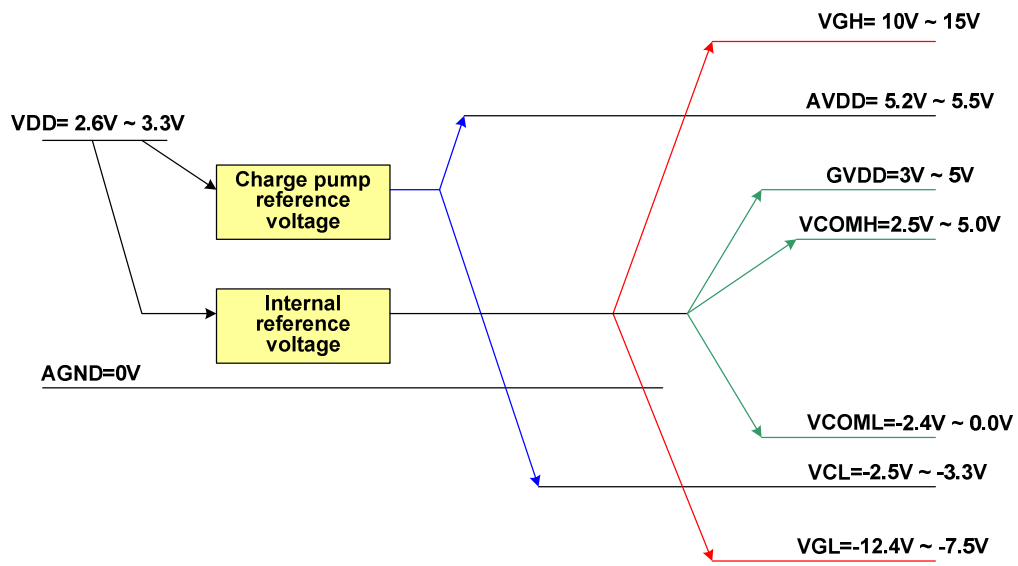 VGH= 10V ~ 15V
AVDD= 5.2V ~ 5.5V
VDD= 2.6V ~ 3.3V
Charge pump
reference
voltage
GVDD=3V ~ 5V
VCOMH=2.5V ~ 5.0V
Internal
reference
voltage
AGND=0V
VCOML=-2.4V ~ 0.0V
VCL=-2.5V ~ -3.3V
VGL=-12.4V ~ -7.5V